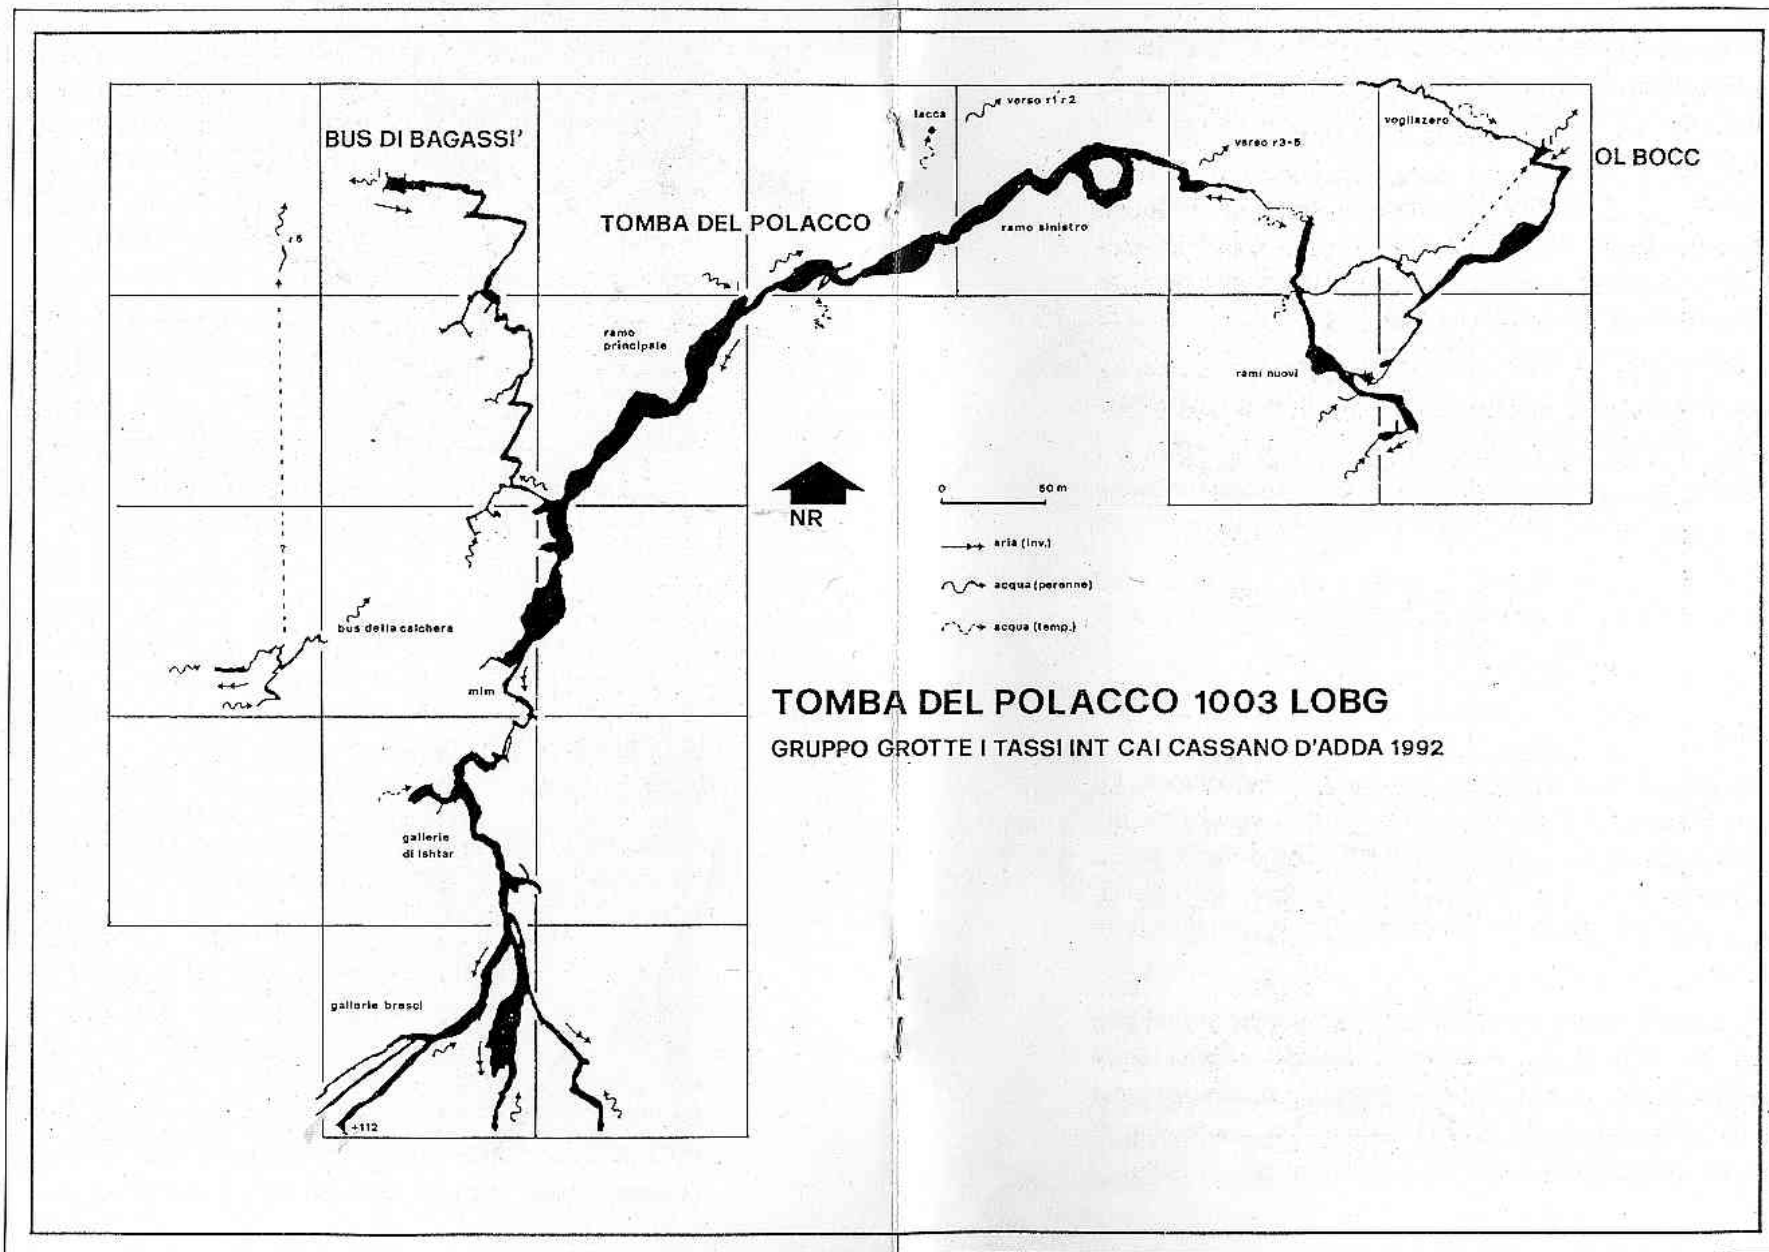 BUS DI BAGASSI'
TOMBA DEL POLACCO
lacca
verso r1 r2
verso r3-5
vogliazero
OL BOCC
ramo sinistro
ramo
principale
rami nuovi
NR
0 50 m
aria (inv.)
acqua (perenne)
acqua (temp.)
bus della calchera
?
mim
TOMBA DEL POLACCO 1003 LOBG
GRUPPO GROTTE I TASSI INT CAI CASSANO D'ADDA 1992
gallerie
di ishtar
gallerie bresci
+112